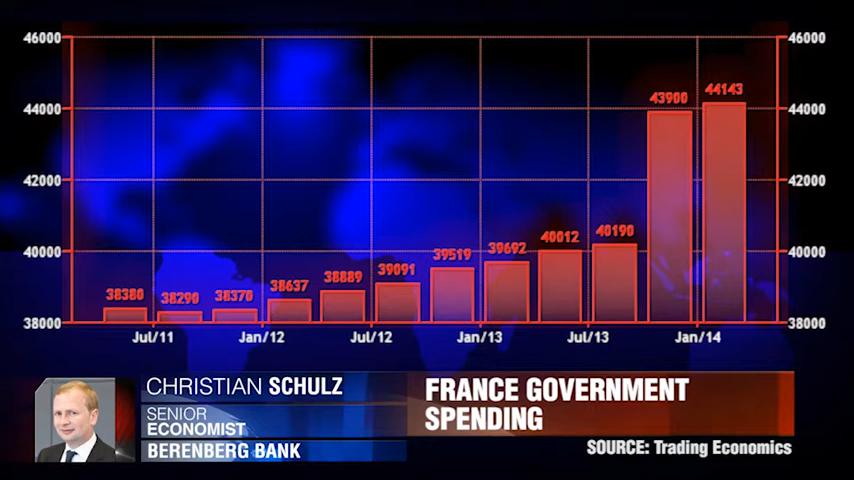 46000 46000
44143
43900
44000 44000
42000 42000
40190
40012
39692
39519
40000 40000
39091
38889
38637
38380 38290 38370
38000 38000
Jul/11 Jan/12 Jul/12 Jan/13 Jul/13 Jan/14
CHRISTIAN SCHULZ
SENIOR
ECONOMIST
BERENBERG BANK
FRANCE GOVERNMENT
SPENDING
SOURCE: Trading Economics